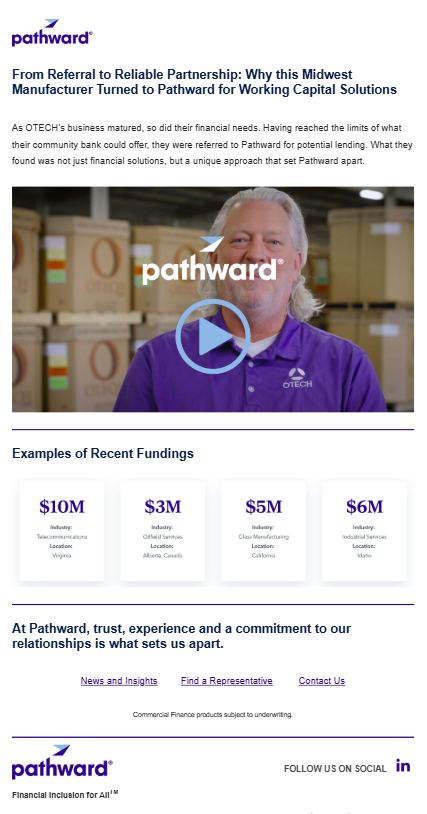 pathward®
From Referral to Reliable Partnership: Why this Midwest
Manufacturer Turned to Pathward for Working Capital Solutions
As OTECH's business matured, so did their financial needs. Having reached the limits of what
their community bank could offer, they were referred to Pathward for potential lending. What they
found was not just financial solutions, but a unique approach that set Pathward apart.
pathward®
OTECH
Examples of Recent Fundings
$10M
Industry:
Telecommunications
Location:
Virginia
$3M
Industry:
Oilfield Services
Location:
Alberta, Canada
$5M
Industry:
Glass Manufacturing
Location:
California
$6M
Industry:
Industrial Services
Location:
Idaho
At Pathward, trust, experience and a commitment to our
relationships is what sets us apart.
News and Insights Find a Representative Contact Us
Commercial Finance products subject to underwriting.
pathward®
FOLLOW US ON SOCIAL in
Financial Inclusion for All™